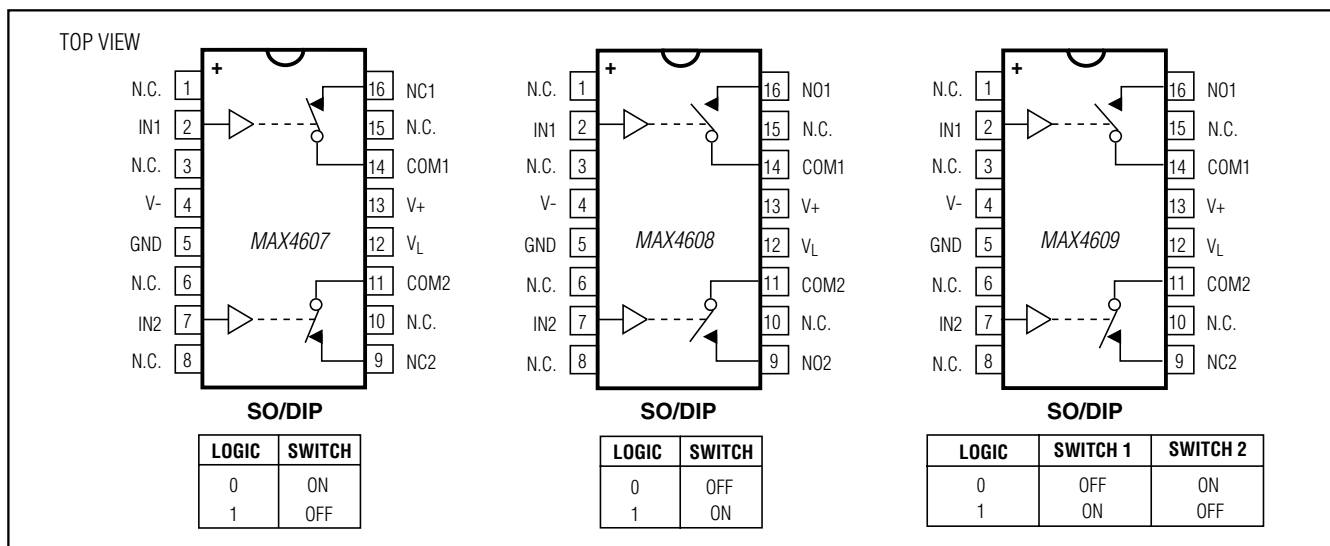 TOP VIEW
+
N.C. 1
IN1 2
N.C. 3
V- 4
GND 5
N.C. 6
IN2 7
N.C. 8
16 NC1
15 N.C.
14 COM1
13 V+
12 VL
11 COM2
10 N.C.
9 NC2
MAX4607
SO/DIP
LOGIC SWITCH
0 ON
1 OFF
+
N.C. 1
IN1 2
N.C. 3
V- 4
GND 5
N.C. 6
IN2 7
N.C. 8
16 NO1
15 N.C.
14 COM1
13 V+
12 VL
11 COM2
10 N.C.
9 NO2
MAX4608
SO/DIP
LOGIC SWITCH
0 OFF
1 ON
+
N.C. 1
IN1 2
N.C. 3
V- 4
GND 5
N.C. 6
IN2 7
N.C. 8
16 NO1
15 N.C.
14 COM1
13 V+
12 VL
11 COM2
10 N.C.
9 NC2
MAX4609
SO/DIP
LOGIC SWITCH 1 SWITCH 2
0 OFF ON
1 ON OFF